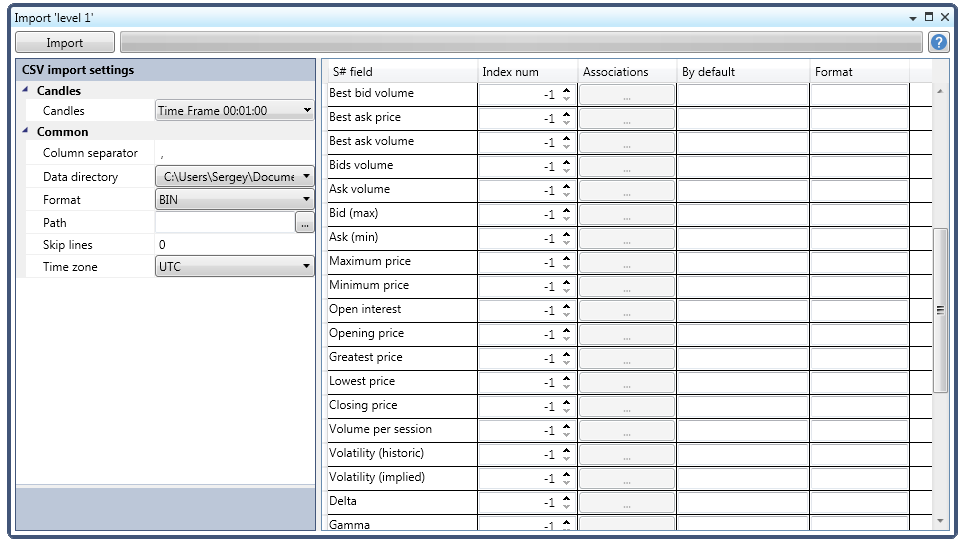 Import 'level 1'
Import
?
CSV import settings
Candles
Candles Time Frame 00:01:00
Common
Column separator ,
Data directory C:\Users\Sergey\Docume
Format BIN
Path ...
Skip lines 0
Time zone UTC
S# field Index num Associations By default Format
Best bid volume -1 ...
Best ask price -1 ...
Best ask volume -1 ...
Bids volume -1 ...
Ask volume -1 ...
Bid (max) -1 ...
Ask (min) -1 ...
Maximum price -1 ...
Minimum price -1 ...
Open interest -1 ...
Opening price -1 ...
Greatest price -1 ...
Lowest price -1 ...
Closing price -1 ...
Volume per session -1 ...
Volatility (historic) -1 ...
Volatility (implied) -1 ...
Delta -1 ...
Gamma -1 ...